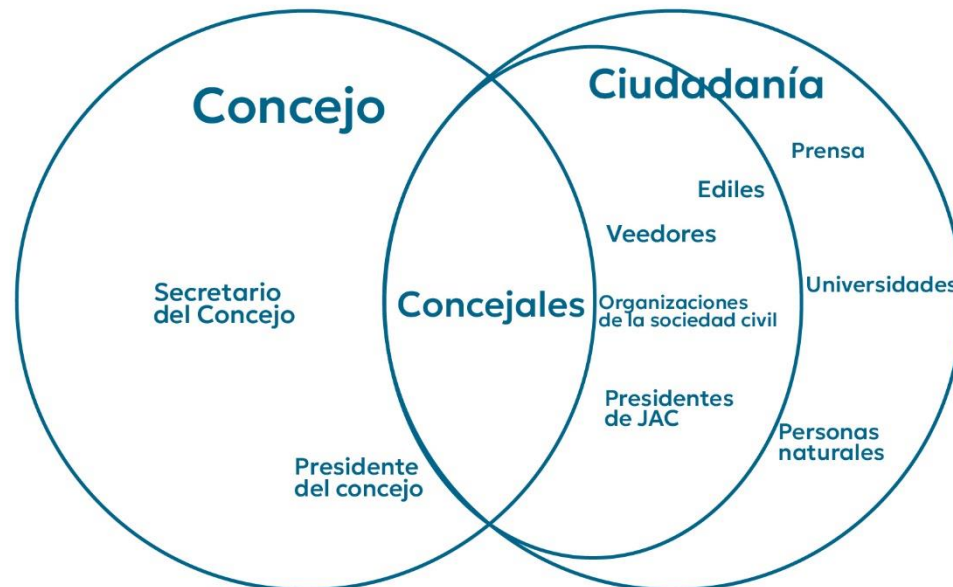 Concejo
Ciudadanía
Prensa
Ediles
Veedores
Universidades
Secretario
del Concejo
Concejales
Organizaciones
de la sociedad civil
Presidentes
de JAC
Personas
naturales
Presidente
del concejo